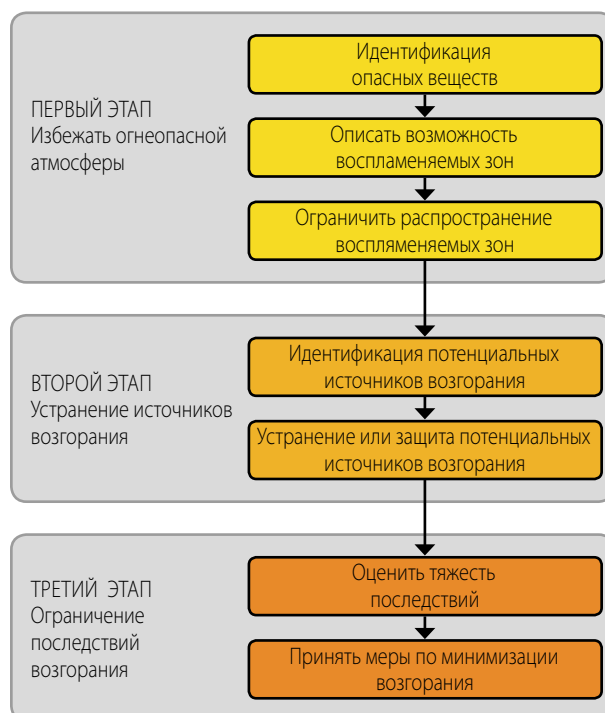 ПЕРВЫЙ ЭТАП
Избежать огнеопасной
атмосферы
Идентификация
опасных веществ
Описать возможность
воспламеняемых зон
Ограничить распространение
воспляменяемых зон
ВТОРОЙ ЭТАП
Устранение источников
возгорания
Идентификация потенциальных
источников возгорания
Устранение или защита потенциальных
источников возгорания
ТРЕТИЙ ЭТАП
Ограничение
последствий
возгорания
Оценить тяжесть
последствий
Принять меры по минимизации
возгорания